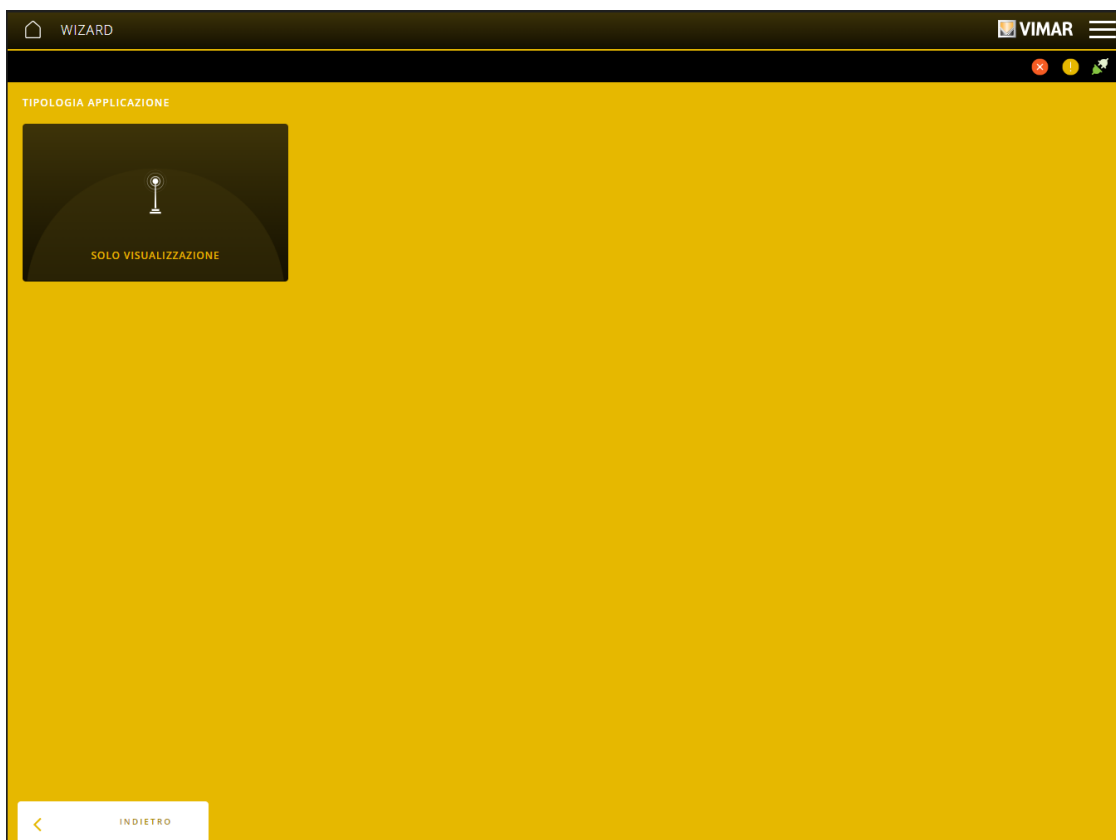 WIZARD
VIMAR
TIPOLOGIA APPLICAZIONE
SOLO VISUALIZZAZIONE
INDIETRO